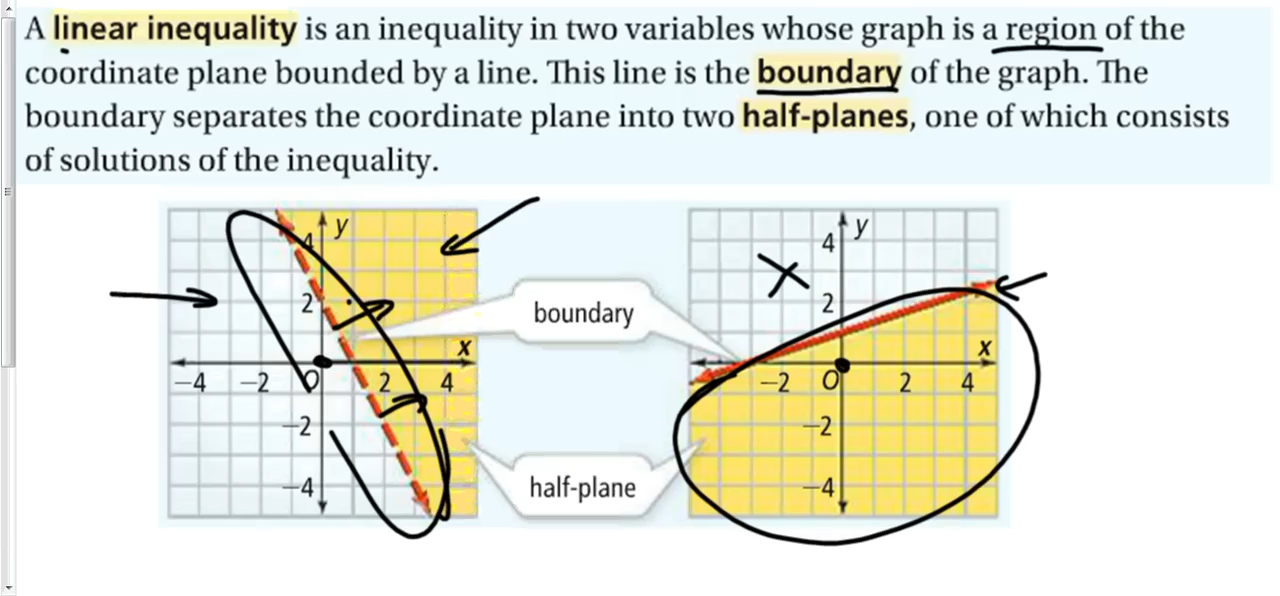 A linear inequality is an inequality in two variables whose graph is a region of the
coordinate plane bounded by a line. This line is the boundary of the graph. The
boundary separates the coordinate plane into two half-planes, one of which consists
of solutions of the inequality.
y
4
2
x
−4 −2 O 2 4
−2
−4
boundary
half-plane
y
4
2
x
−2 O 2 4
−2
−4